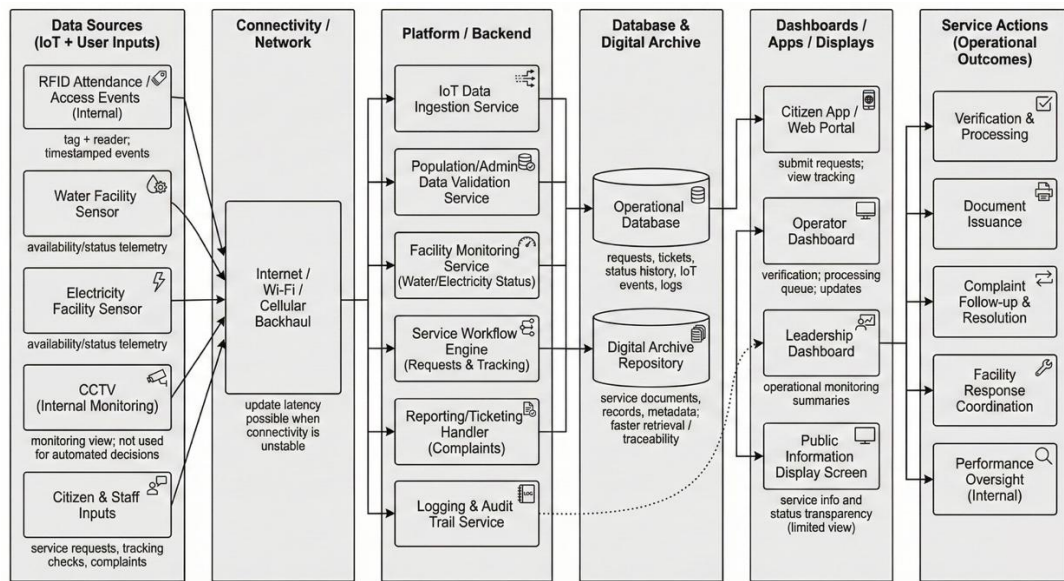 Data Sources
(IoT + User Inputs)
RFID Attendance /
Access Events
(Internal)
tag + reader;
timestamped events
Water Facility
Sensor
availability/status telemetry
Electricity
Facility Sensor
availability/status telemetry
CCTV
(Internal Monitoring)
monitoring view; not used
for automated decisions
Citizen & Staff
Inputs
service requests, tracking
checks, complaints
Connectivity /
Network
Internet /
Wi-Fi /
Cellular
Backhaul
update latency
possible when
connectivity is
unstable
Platform / Backend
IoT Data
Ingestion Service
Population/Admin
Data Validation
Service
Facility Monitoring
Service
(Water/Electricity Status)
Service Workflow
Engine
(Requests & Tracking)
Reporting/Ticketing
Handler
(Complaints)
Logging & Audit
Trail Service
LOG
Database &
Digital Archive
Operational
Database
requests, tickets,
status history, IoT
events, logs
Digital Archive
Repository
service documents,
records, metadata;
faster retrieval /
traceability
Dashboards /
Apps / Displays
Citizen App /
Web Portal
submit requests;
view tracking
Operator
Dashboard
verification; processing
queue; updates
Leadership
Dashboard
operational monitoring
summaries
Public
Information
Display Screen
service info and
status transparency
(limited view)
Service Actions
(Operational
Outcomes)
Verification &
Processing
Document
Issuance
Complaint
Follow-up &
Resolution
Facility
Response
Coordination
Performance
Oversight
(Internal)